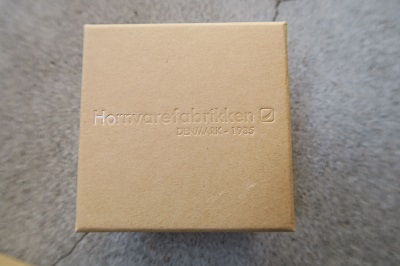 Hornvarefabrikken
DENMARK - 1935